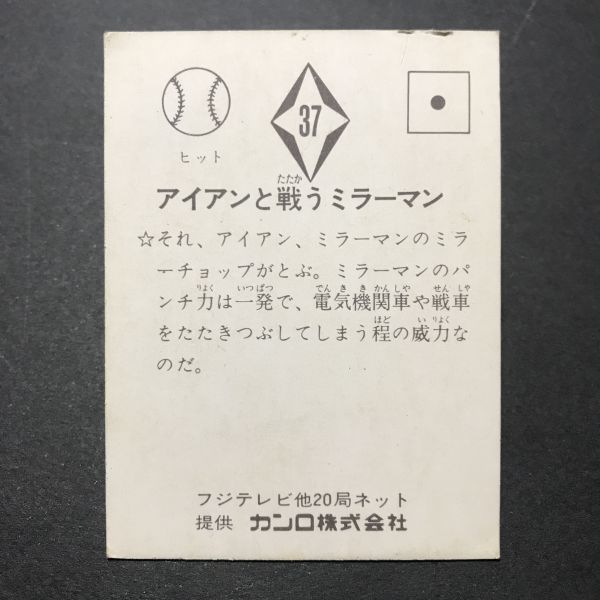 37
ヒット
アイアンと戦うミラーマン
たたか
☆それ、アイアン、ミラーマンのミラ
ーチョップがとぶ。ミラーマンのパ
りよく いつぱつ でんききかんしや せんしや
ンチ力は一発で、電気機関車や戦車
ほど いりよく
をたたきつぶしてしまう程の威力な
のだ。
フジテレビ他20局ネット
提供 カンロ株式会社